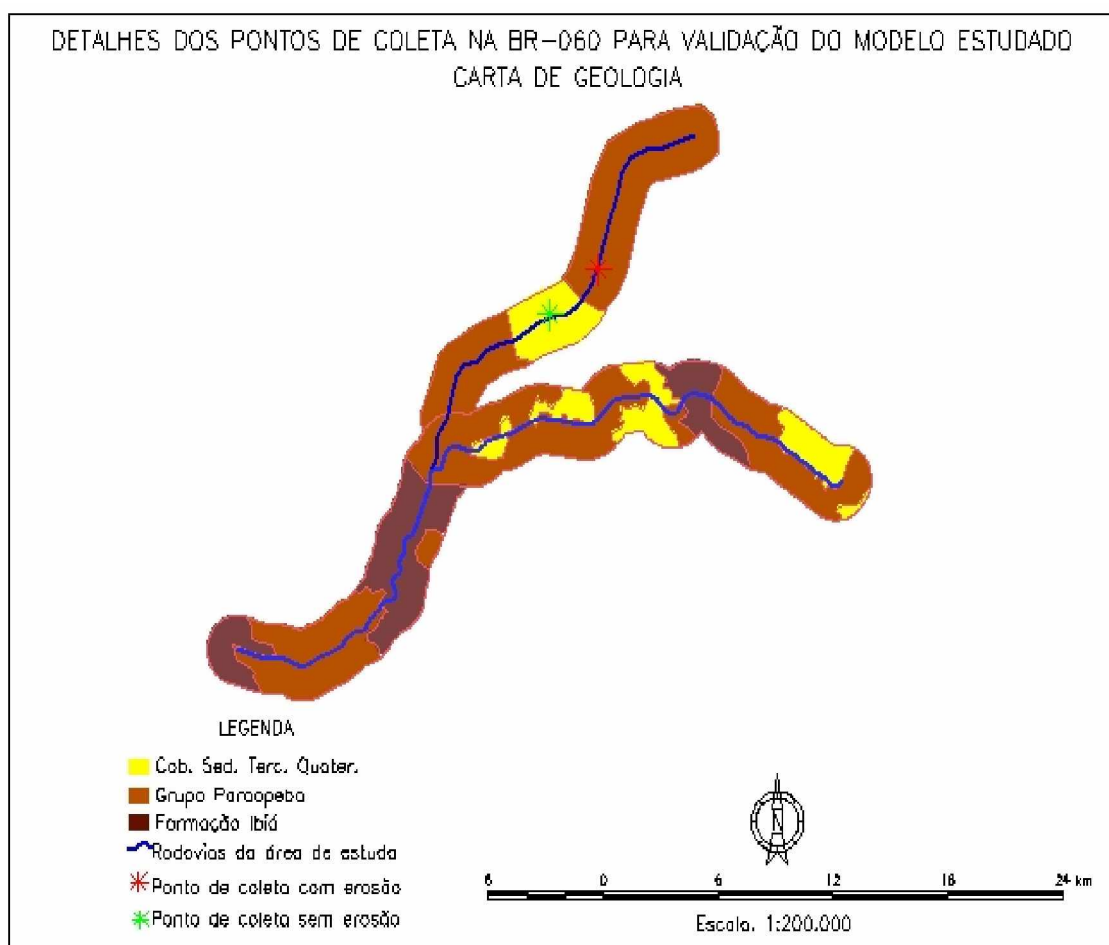 DETALHES DOS PONTOS DE COLETA NA BR-060 PARA VALIDAÇÃO DO MODELO ESTUDADO
CARTA DE GEOLOGIA
LEGENDA
Cob. Sed. Terc. Quater.
Grupo Paraopeba
Formação Ibiá
Rodovias da área de estudo
Ponto de coleta com erosão
Ponto de coleta sem erosão
N
6 0 6 12 18 24 km
Escala. 1:200.000